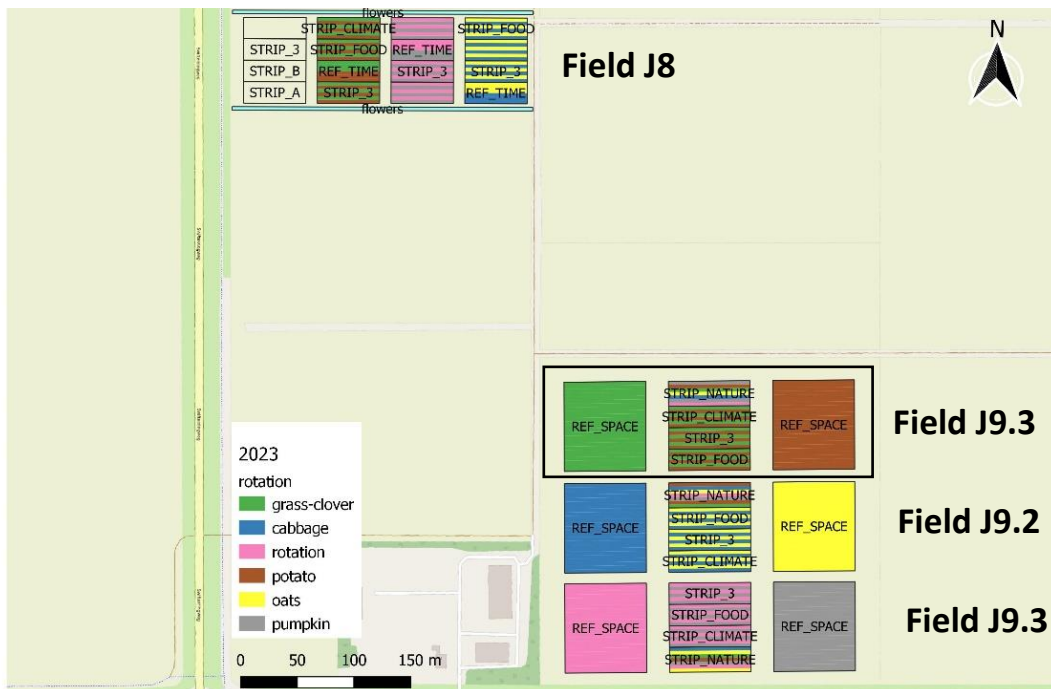 flowers
STRIP_CLIMATE
STRIP_FOOD
STRIP_3
STRIP_FOOD
REF_TIME
STRIP_B
REF_TIME
STRIP_3
STRIP_3
STRIP_A
STRIP_3
REF_TIME
flowers
Field J8
N
STRIP_NATURE
REF_SPACE
STRIP_CLIMATE
REF_SPACE
STRIP_3
STRIP_FOOD
Field J9.3
STRIP_NATURE
REF_SPACE
STRIP_FOOD
REF_SPACE
STRIP_3
STRIP_CLIMATE
Field J9.2
STRIP_3
REF_SPACE
STRIP_FOOD
REF_SPACE
STRIP_CLIMATE
STRIP_NATURE
Field J9.3
2023
rotation
grass-clover
cabbage
rotation
potato
oats
pumpkin
0 50 100 150 m